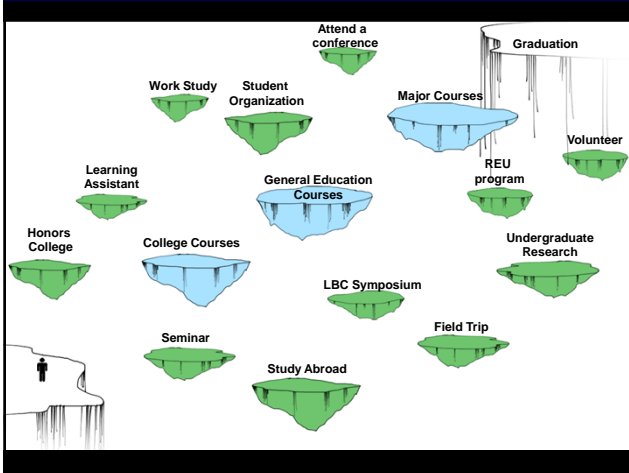 Attend a
conference
Graduation
Work Study
Student
Organization
Major Courses
Volunteer
Learning
Assistant
General Education
Courses
REU
program
Honors
College
College Courses
Undergraduate
Research
LBC Symposium
Seminar
Field Trip
Study Abroad